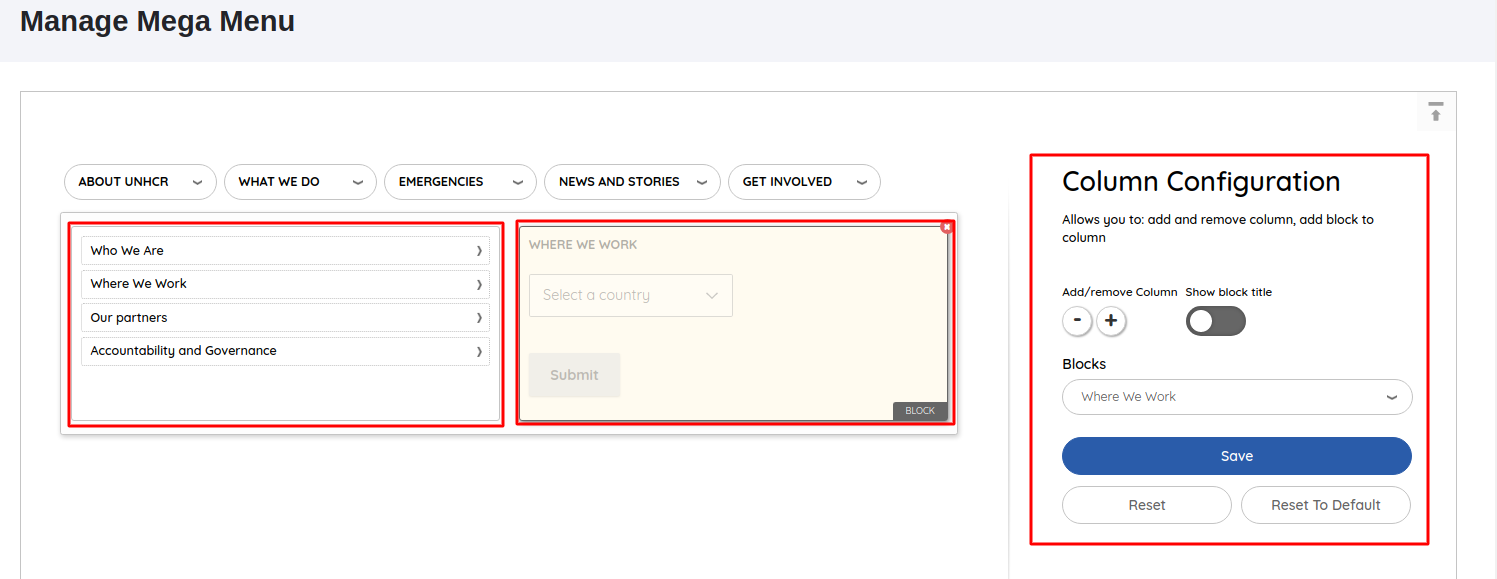 Manage Mega Menu
ABOUT UNHCR WHAT WE DO EMERGENCIES NEWS AND STORIES GET INVOLVED
Who We Are
Where We Work
Our partners
Accountability and Governance
WHERE WE WORK
Select a country
Submit
BLOCK
Column Configuration
Allows you to: add and remove column, add block to
column
Add/remove Column Show block title
- +
Blocks
Where We Work
Save
Reset Reset To Default